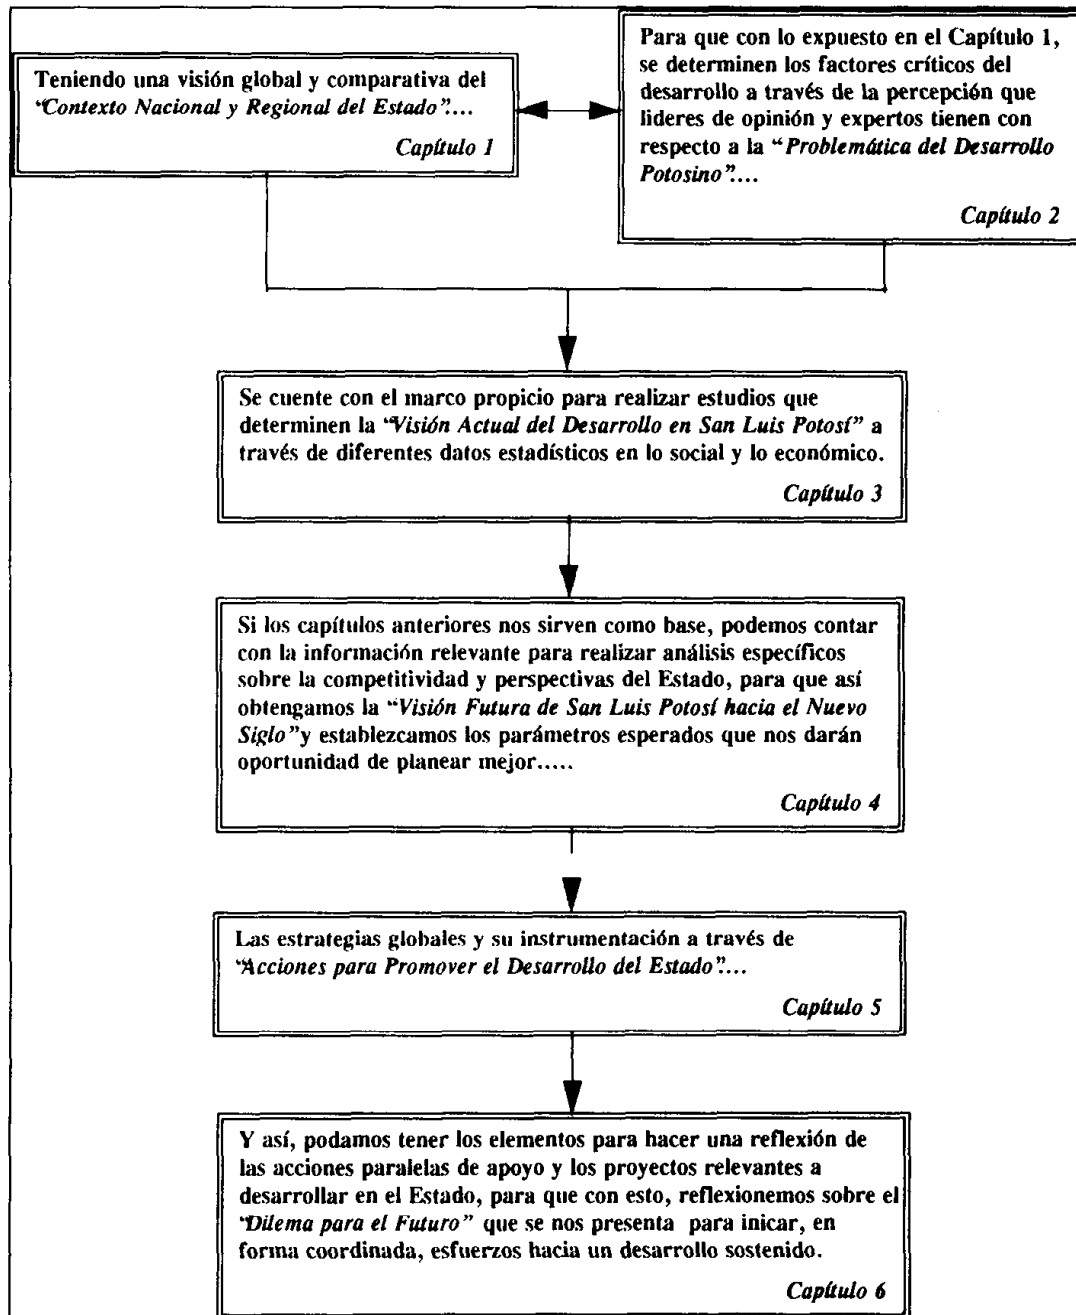 Teniendo una visión global y comparativa del
"Contexto Nacional y Regional del Estado"....
Capítulo 1
Para que con lo expuesto en el Capítulo 1,
se determinen los factores críticos del
desarrollo a través de la percepción que
lideres de opinión y expertos tienen con
respecto a la "Problemática del Desarrollo
Potosino"....
Capítulo 2
Se cuente con el marco propicio para realizar estudios que
determinen la "Visión Actual del Desarrollo en San Luis Potosí" a
través de diferentes datos estadísticos en lo social y lo económico.
Capítulo 3
Si los capítulos anteriores nos sirven como base, podemos contar
con la información relevante para realizar análisis específicos
sobre la competitividad y perspectivas del Estado, para que así
obtengamos la "Visión Futura de San Luis Potosí hacia el Nuevo
Siglo"y establezcamos los parámetros esperados que nos darán
oportunidad de planear mejor.....
Capítulo 4
Las estrategias globales y su instrumentación a través de
"Acciones para Promover el Desarrollo del Estado"....
Capítulo 5
Y así, podamos tener los elementos para hacer una reflexión de
las acciones paralelas de apoyo y los proyectos relevantes a
desarrollar en el Estado, para que con esto, reflexionemos sobre el
"Dilema para el Futuro" que se nos presenta para inicar, en
forma coordinada, esfuerzos hacia un desarrollo sostenido.
Capítulo 6